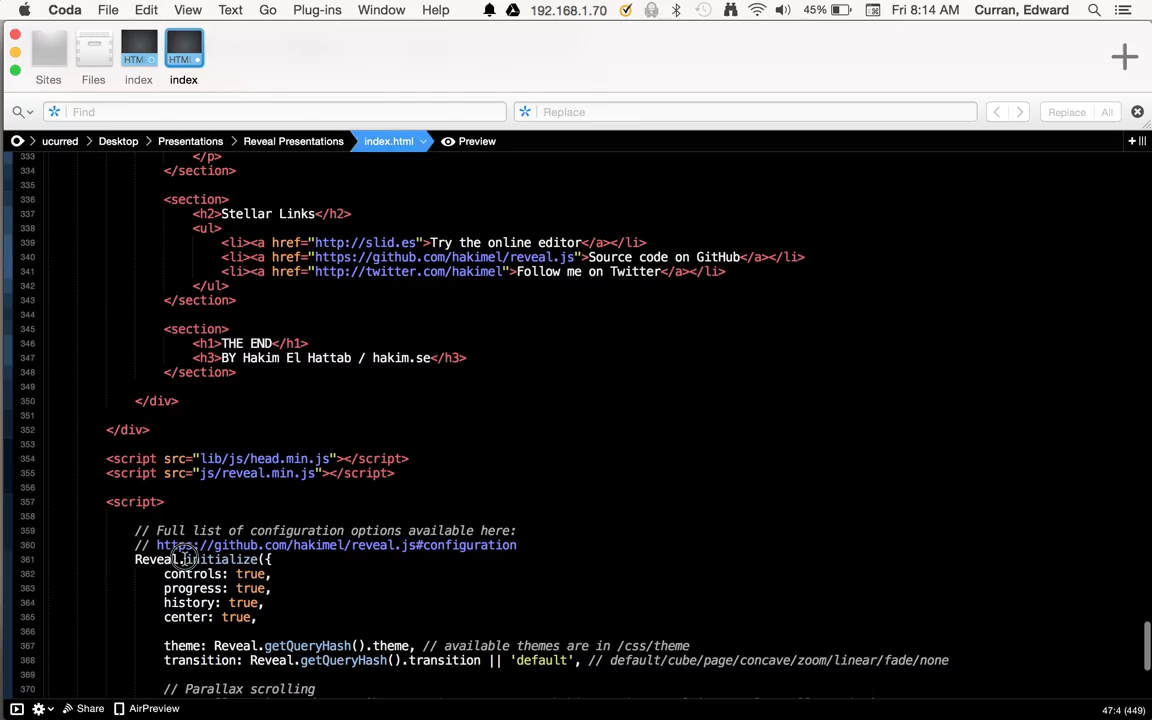 Coda File Edit View Text Go Plug-ins Window Help 192.168.1.70 45% Fri 8:14 AM Curran, Edward
HTML HTML
Sites Files index index
Find Replace Replace All
ucurred Desktop Presentations Reveal Presentations index.html Preview
333 </p>
334 </section>
335
336 <section>
337 <h2>Stellar Links</h2>
338 <ul>
339 <li><a href="http://slid.es">Try the online editor</a></li>
340 <li><a href="https://github.com/hakimel/reveal.js">Source code on GitHub</a></li>
341 <li><a href="http://twitter.com/hakimel">Follow me on Twitter</a></li>
342 </ul>
343 </section>
344
345 <section>
346 <h1>THE END</h1>
347 <h3>BY Hakim El Hattab / hakim.se</h3>
348 </section>
349
350 </div>
351
352 </div>
353
354 <script src="lib/js/head.min.js"></script>
355 <script src="js/reveal.min.js"></script>
356
357 <script>
358
359 // Full list of configuration options available here:
360 // https://github.com/hakimel/reveal.js#configuration
361 Reveal.initialize({
362 controls: true,
363 progress: true,
364 history: true,
365 center: true,
366
367 theme: Reveal.getQueryHash().theme, // available themes are in /css/theme
368 transition: Reveal.getQueryHash().transition || 'default', // default/cube/page/concave/zoom/linear/fade/none
369
370 // Parallax scrolling
Share AirPreview 47:4 (449)